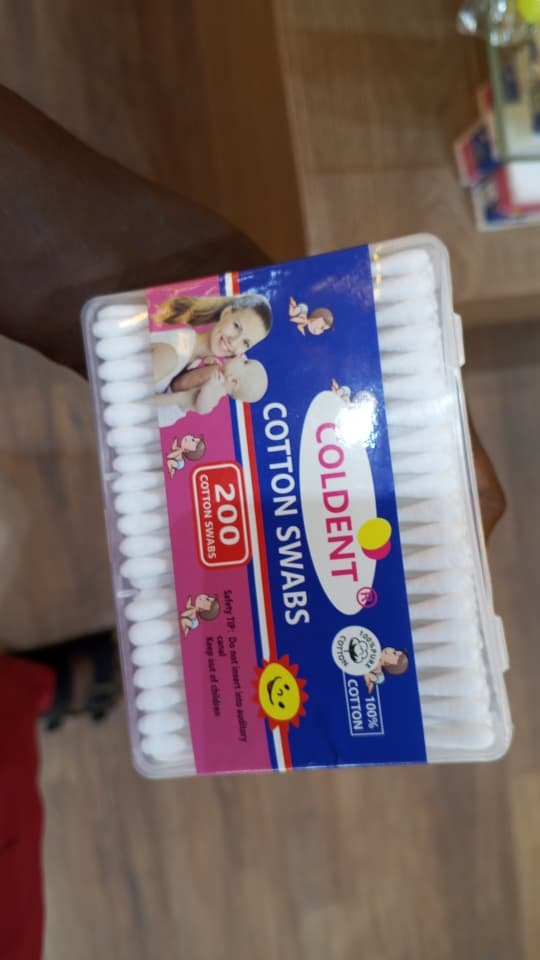 COLDENT®
COTTON SWABS
100% PURE
COTTON
100%
COTTON
200
COTTON SWABS
Safety TIP: Do not insert into auditory
canal
Keep out of children